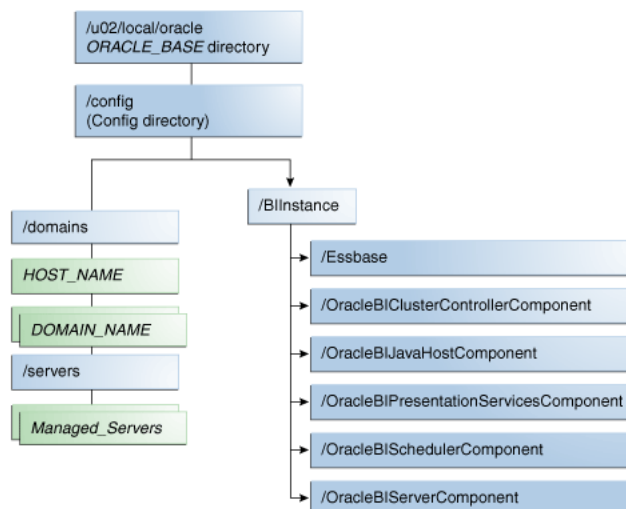 /u02/local/oracle
ORACLE_BASE directory
/config
(Config directory)
/domains
HOST_NAME
DOMAIN_NAME
/servers
Managed_Servers
/BIInstance
/Essbase
/OracleBIClusterControllerComponent
/OracleBIJavaHostComponent
/OracleBIPresentationServicesComponent
/OracleBISchedulerComponent
/OracleBIServerComponent